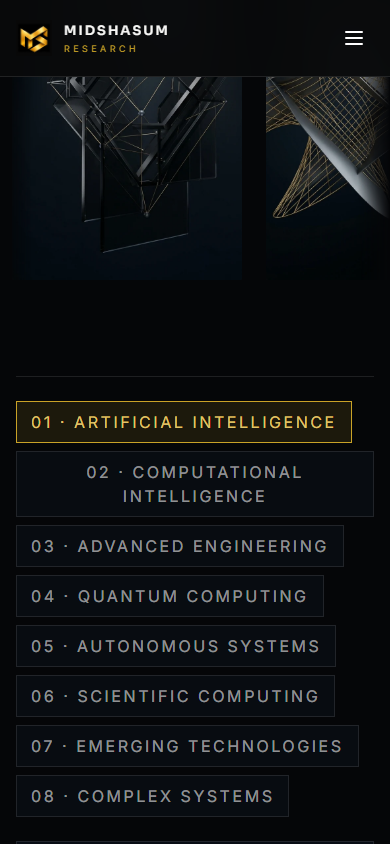 MIDSHASUM
RESEARCH
01 · ARTIFICIAL INTELLIGENCE
02 · COMPUTATIONAL
INTELLIGENCE
03 · ADVANCED ENGINEERING
04 · QUANTUM COMPUTING
05 · AUTONOMOUS SYSTEMS
06 · SCIENTIFIC COMPUTING
07 · EMERGING TECHNOLOGIES
08 · COMPLEX SYSTEMS